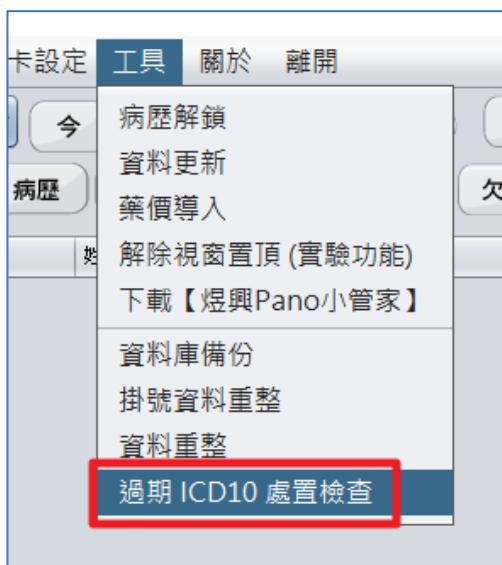 卡設定 工具 關於 離開
今
病歷
欠
姓
病歷解鎖
資料更新
藥價導入
解除視窗置頂 (實驗功能)
下載【煜興Pano小管家】
資料庫備份
掛號資料重整
資料重整
過期 ICD10 處置檢查